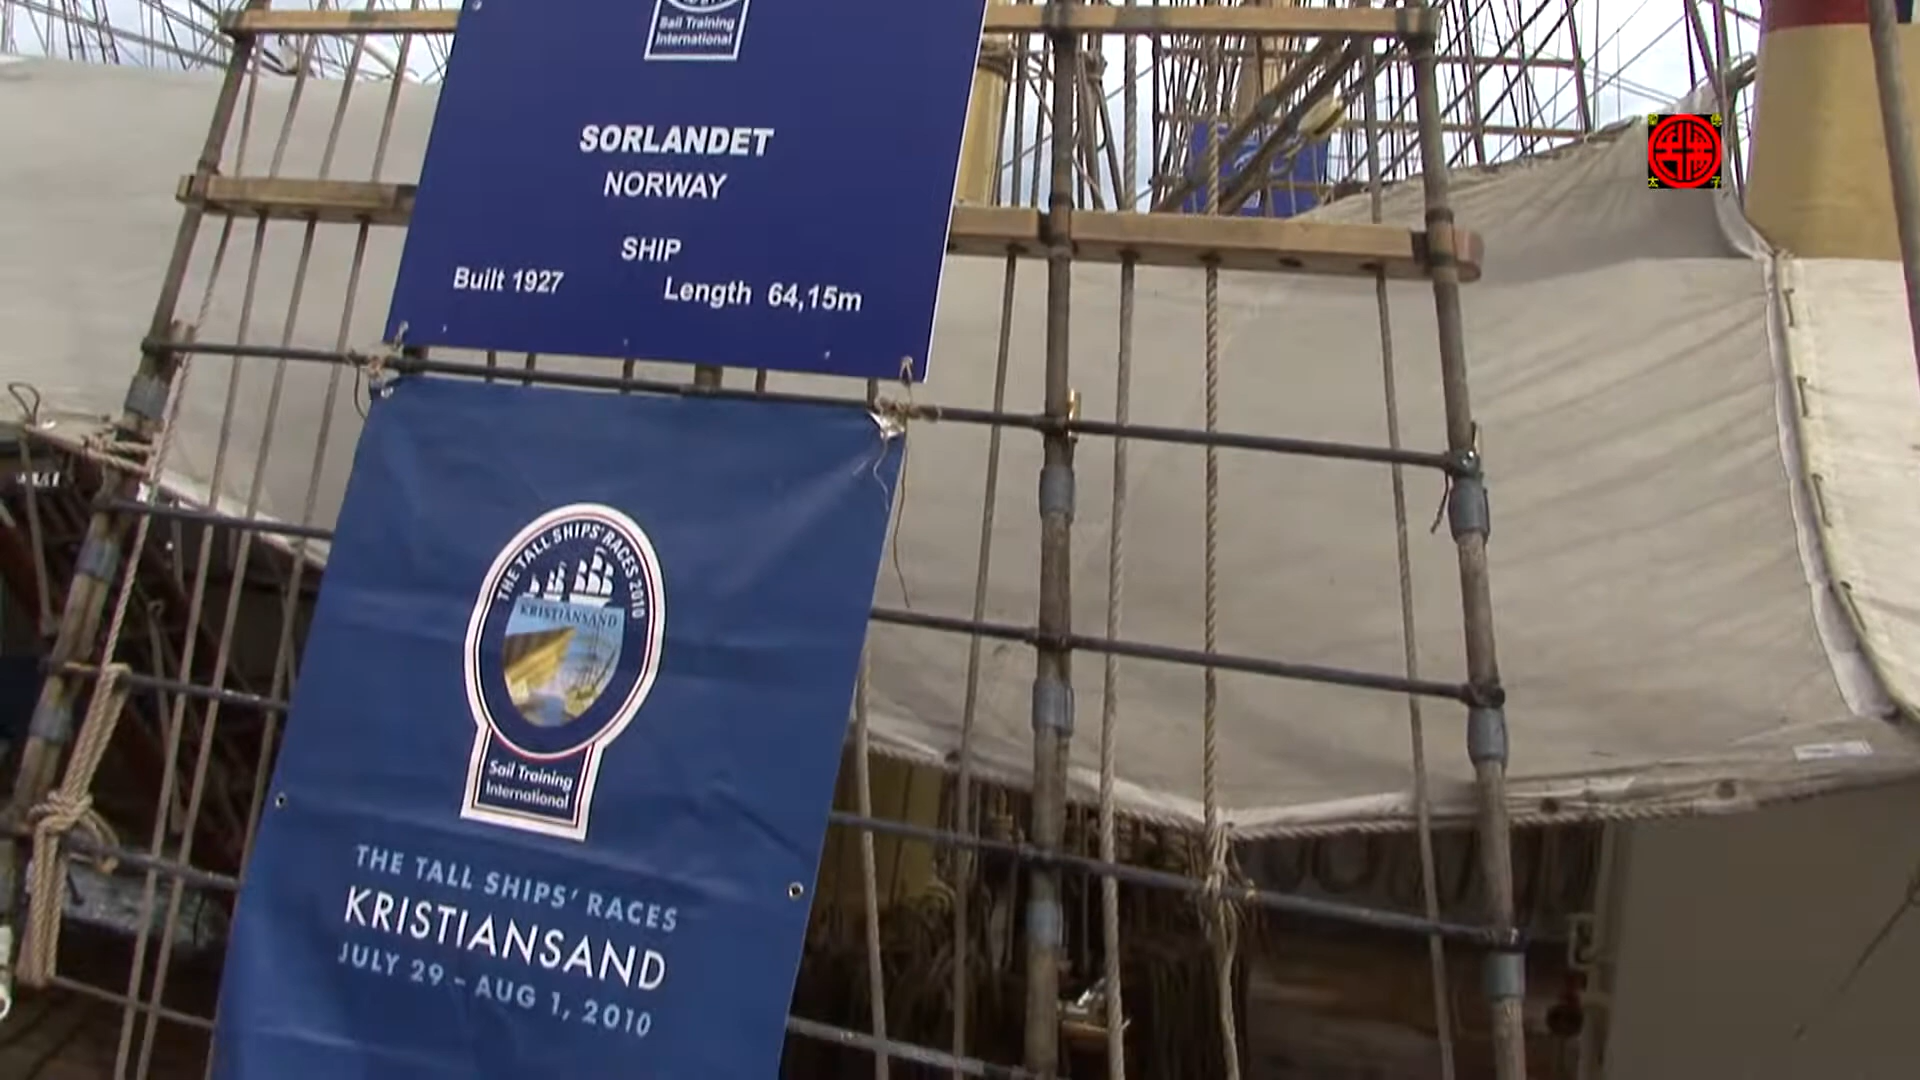 Sail Training
International
SORLANDET
NORWAY
SHIP
Built 1927 Length 64,15m
THE TALL SHIPS' RACES 2010
KRISTIANSAND
Sail Training
International
THE TALL SHIPS' RACES
KRISTIANSAND
JULY 29 – AUG 1, 2010